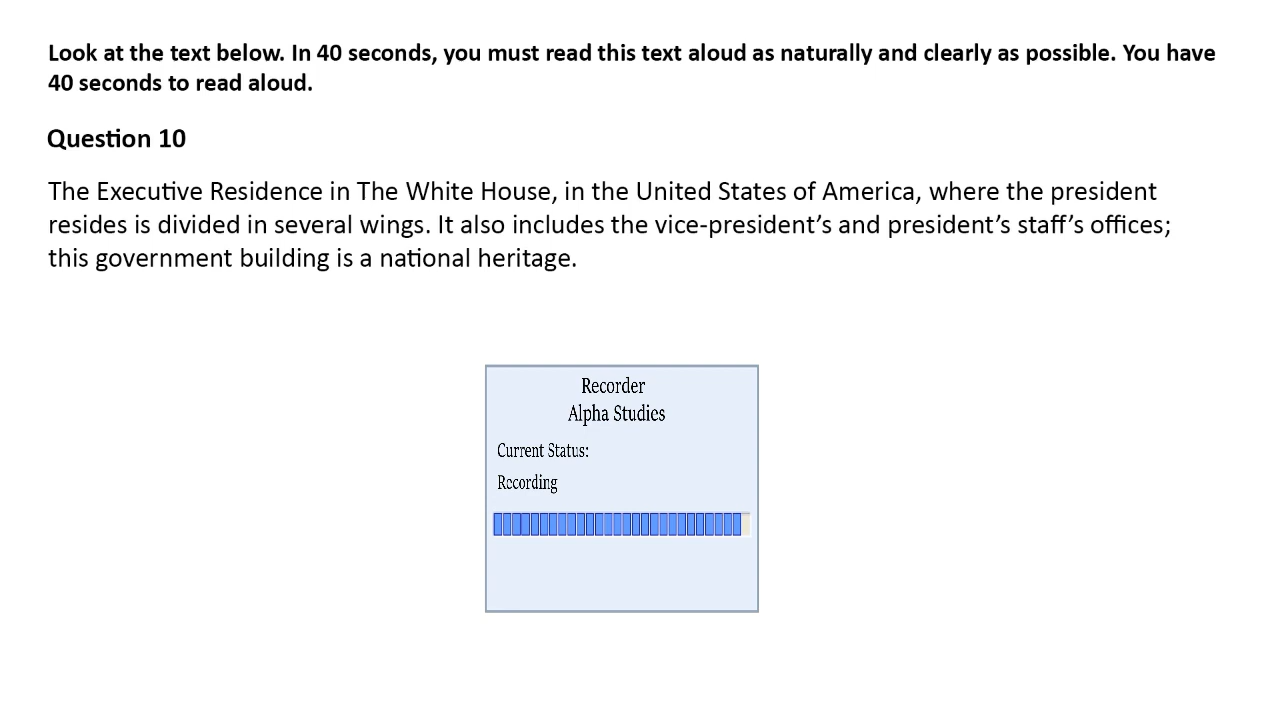 Look at the text below. In 40 seconds, you must read this text aloud as naturally and clearly as possible. You have
40 seconds to read aloud.
Question 10
The Executive Residence in The White House, in the United States of America, where the president
resides is divided in several wings. It also includes the vice-president’s and president’s staff’s offices;
this government building is a national heritage.
Recorder
Alpha Studies
Current Status:
Recording